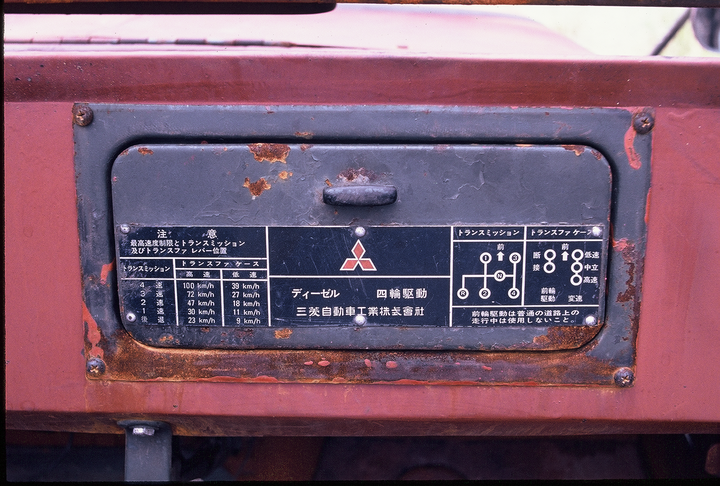 注 意
最高速度制限とトランスミッション
及びトランスファ レバー位置
トランスミッション
トランスファ ケース
高 速
低 速
4 速 100 km/h 39 km/h
3 速 72 km/h 27 km/h
2 速 47 km/h 18 km/h
1 速 30 km/h 11 km/h
後 退 23 km/h 9 km/h
ディーゼル 四輪駆動
三菱自動車工業株式会社
トランスミッション
前
1 3
N
R 2 4
トランスファ ケース
前
断 低速
接 中立
高速
前輪
駆動 変速
前輪駆動は普通の道路上の
走行中は使用しないこと。